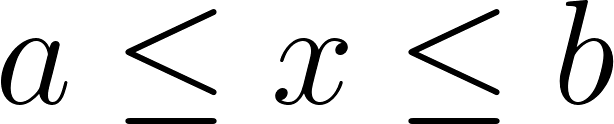 a ≤ x ≤ b